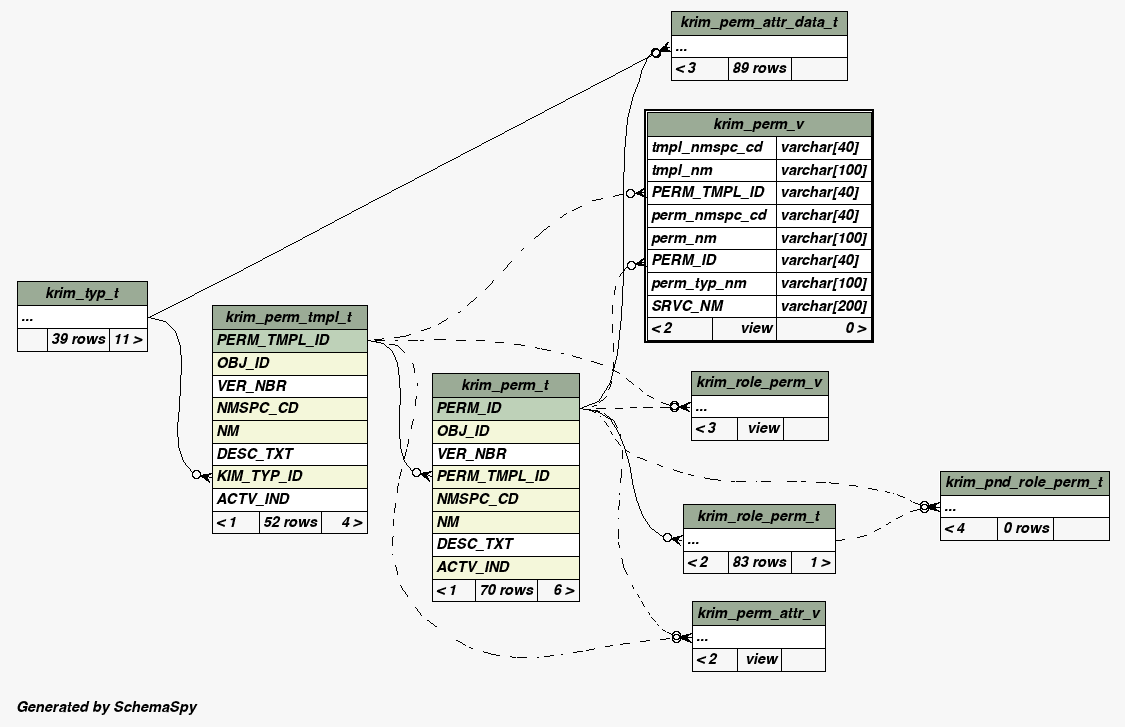 krim_perm_attr_data_t
...
< 3 89 rows
krim_perm_v
tmpl_nmspc_cd varchar[40]
tmpl_nm varchar[100]
PERM_TMPL_ID varchar[40]
perm_nmspc_cd varchar[40]
perm_nm varchar[100]
PERM_ID varchar[40]
perm_typ_nm varchar[100]
SRVC_NM varchar[200]
< 2 view 0 >
krim_typ_t
...
39 rows 11 >
krim_perm_tmpl_t
PERM_TMPL_ID
OBJ_ID
VER_NBR
NMSPC_CD
NM
DESC_TXT
KIM_TYP_ID
ACTV_IND
< 1 52 rows 4 >
krim_perm_t
PERM_ID
OBJ_ID
VER_NBR
PERM_TMPL_ID
NMSPC_CD
NM
DESC_TXT
ACTV_IND
< 1 70 rows 6 >
krim_role_perm_v
...
< 3 view
krim_pnd_role_perm_t
...
< 4 0 rows
krim_role_perm_t
...
< 2 83 rows 1 >
krim_perm_attr_v
...
< 2 view
Generated by SchemaSpy